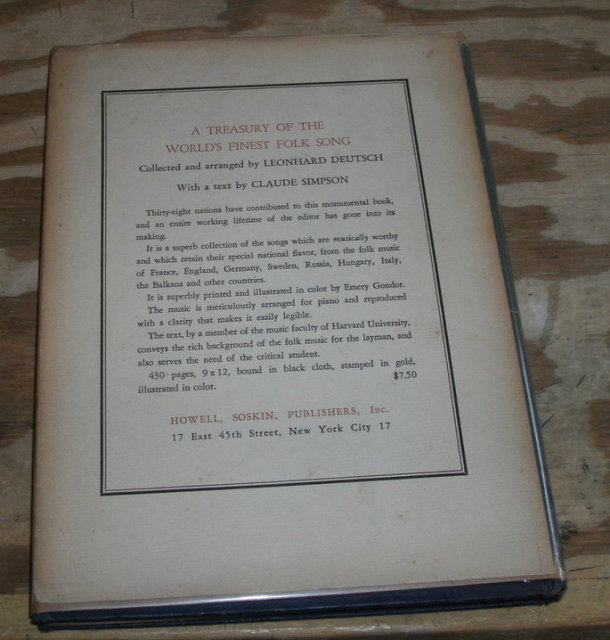 A TREASURY OF THE
WORLD'S FINEST FOLK SONG
Collected and arranged by LEONHARD DEUTSCH
With a text by CLAUDE SIMPSON
Thirty-eight nations have contributed to this monumental book,
and an entire working lifetime of the editor has gone into its
making.
It is a superb collection of the songs which are musically worthy
and which retain their special national flavor, from the folk music
of France, England, Germany, Sweden, Russia, Hungary, Italy,
the Balkans and other countries.
It is superbly printed and illustrated in color by Emery Gondor.
The music is meticulously arranged for piano and reproduced
with a clarity that makes it easily legible.
The text, by a member of the music faculty of Harvard University,
conveys the rich background of the folk music for the layman, and
also serves the need of the critical student.
430 pages, 9 x 12, bound in black cloth, stamped in gold,
illustrated in color. $7.50
HOWELL, SOSKIN, PUBLISHERS, Inc.
17 East 45th Street, New York City 17